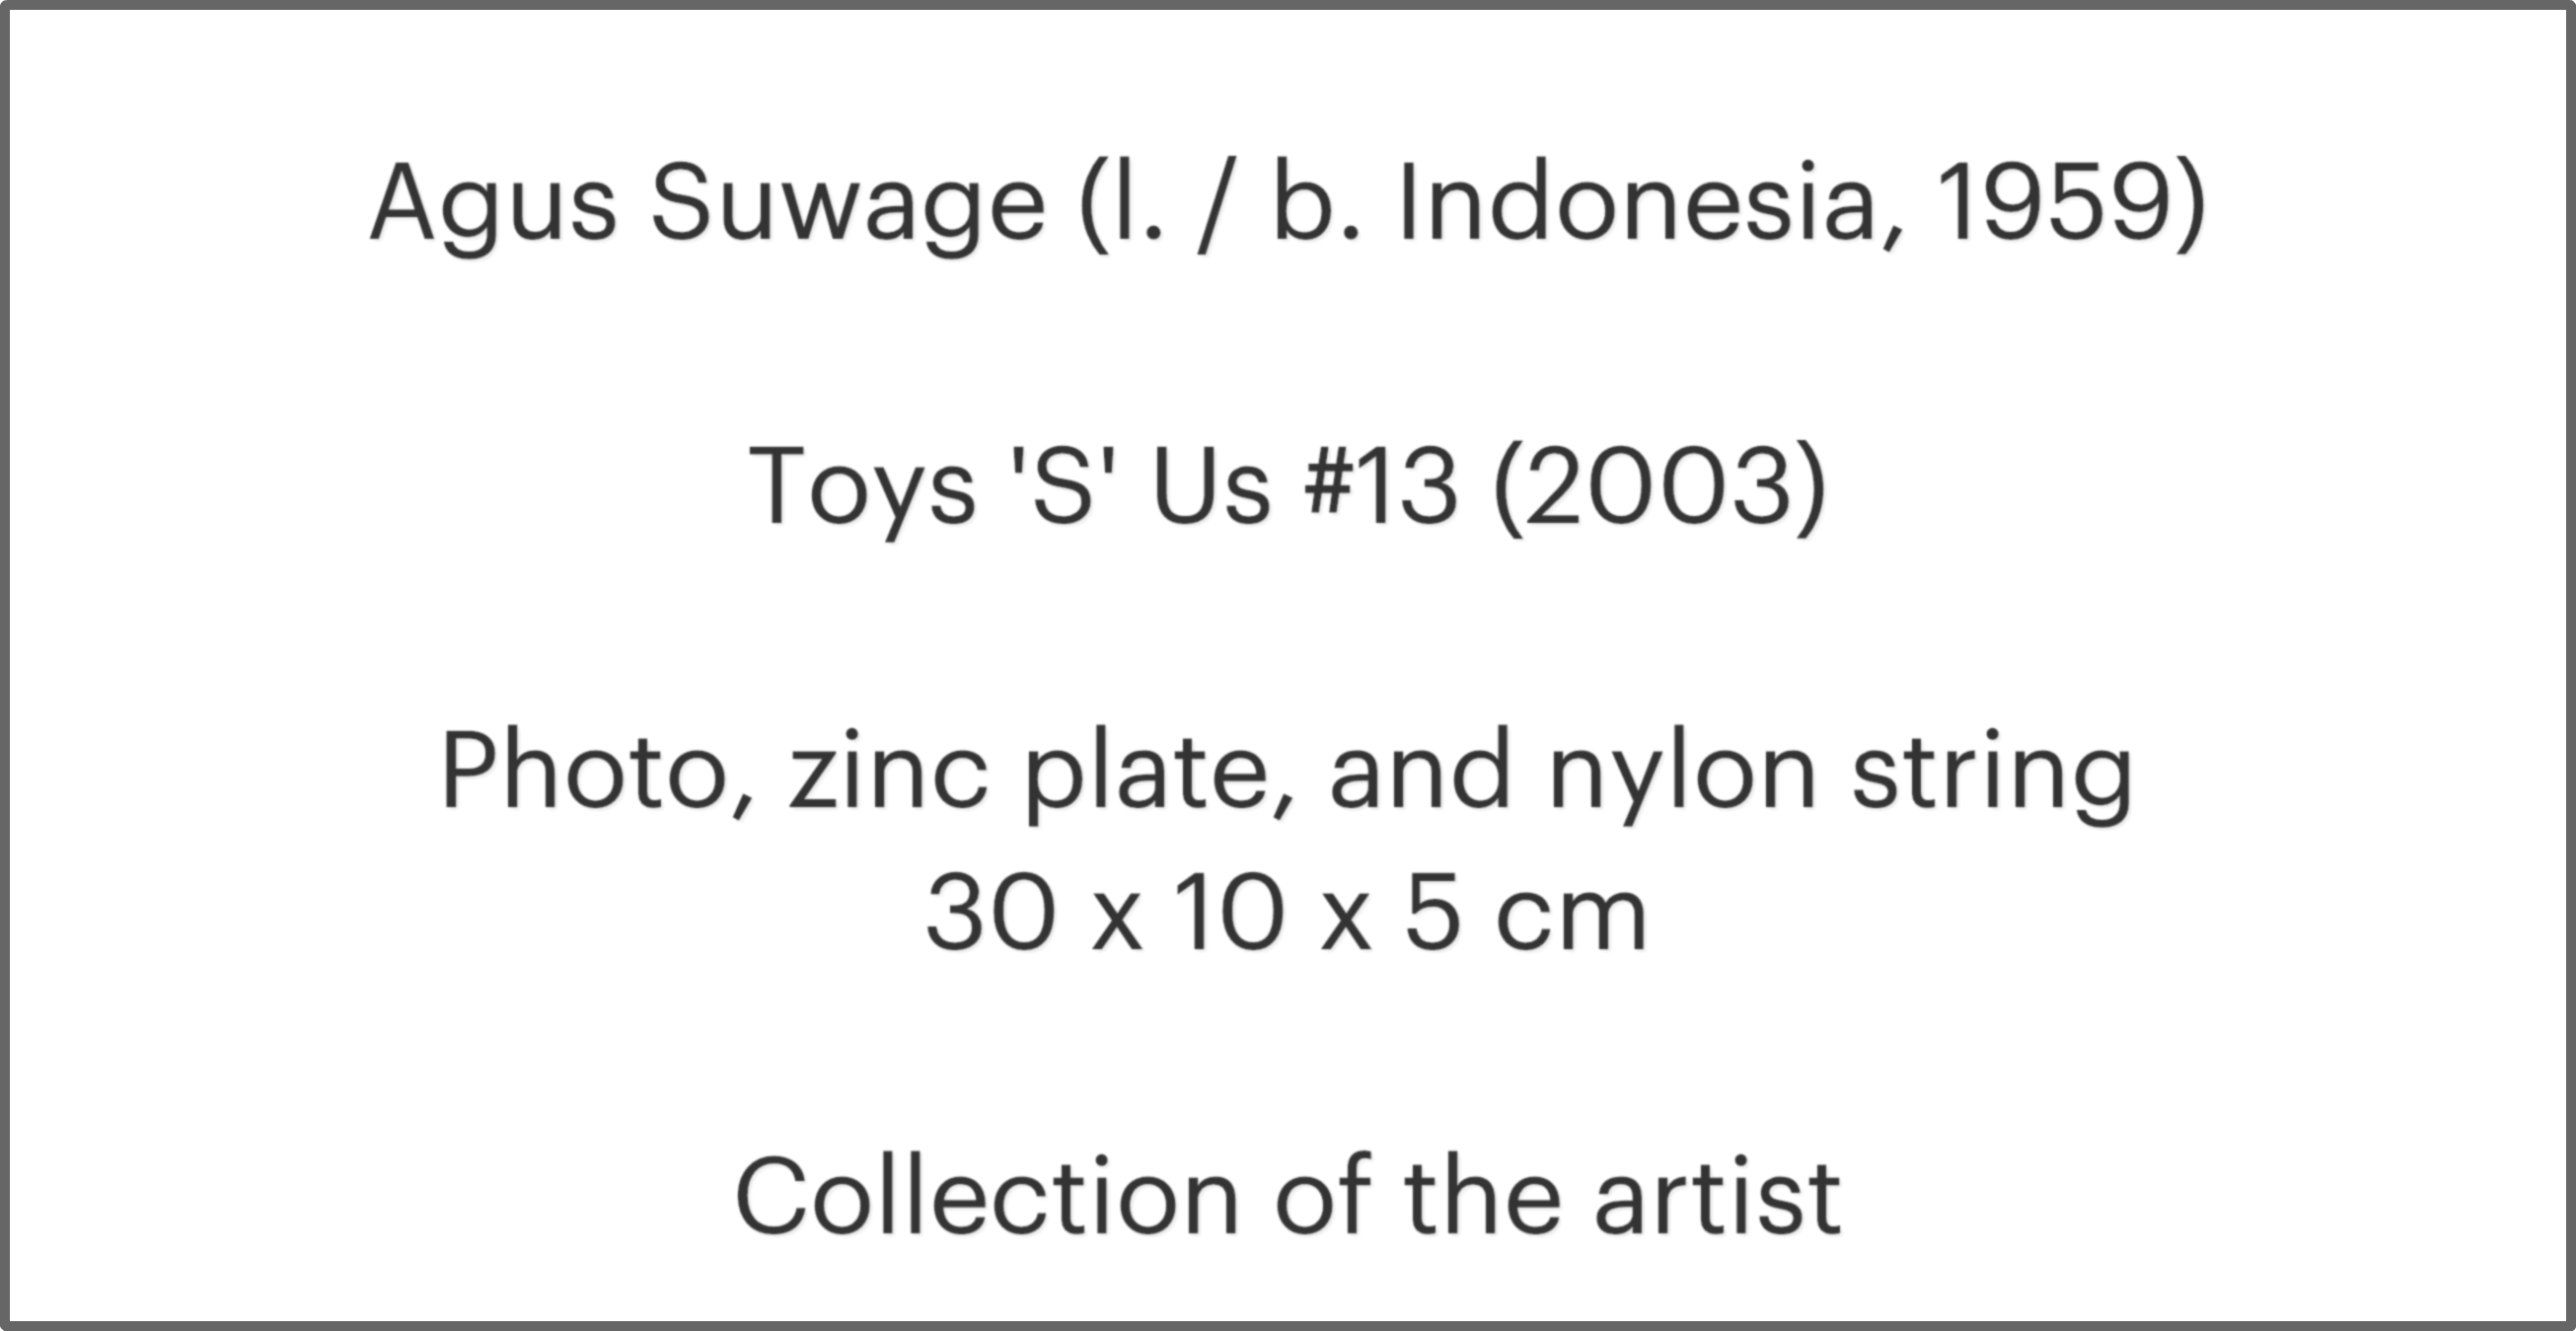 Agus Suwage (l. / b. Indonesia, 1959)
Toys 'S' Us #13 (2003)
Photo, zinc plate, and nylon string
30 x 10 x 5 cm
Collection of the artist